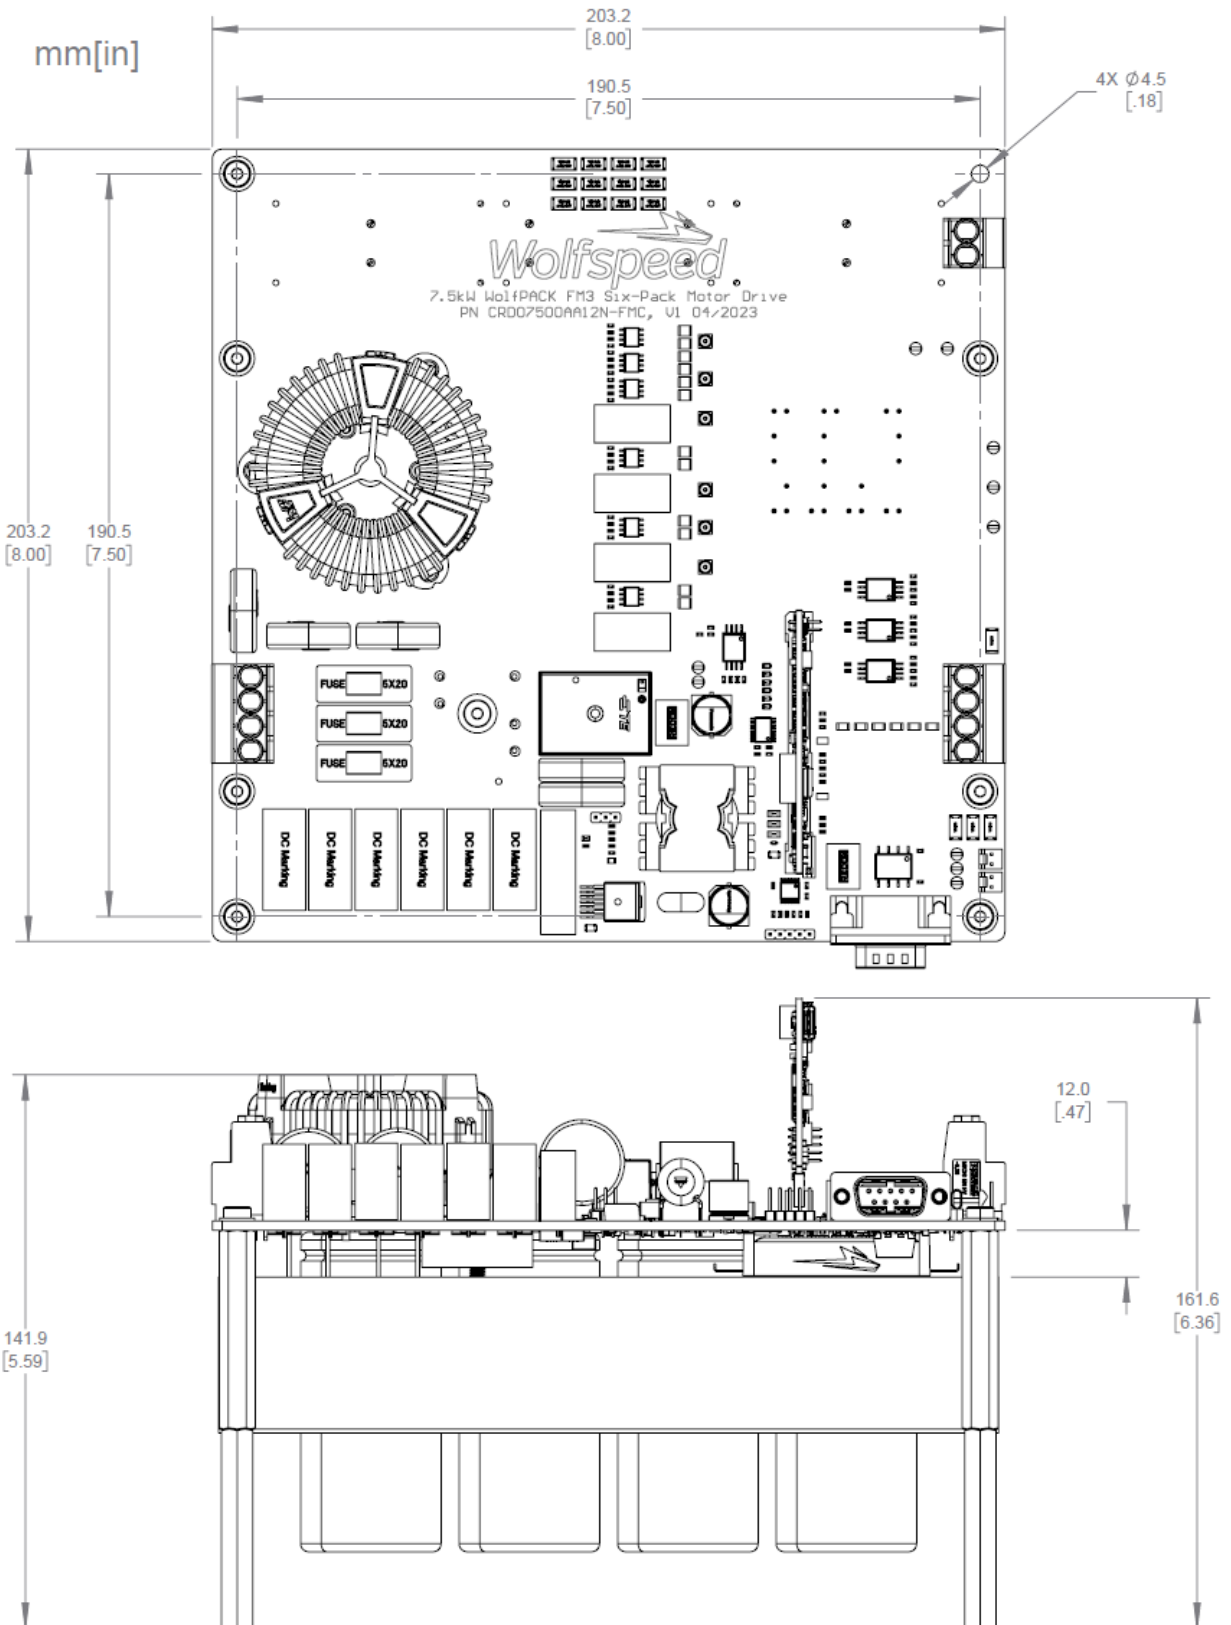 203.2
[8.00]
mm[in]
190.5
[7.50]
4X Ø4.5
[.18]
Wolfspeed
7.5kW WolfPACK FM3 Six-Pack Motor Drive
PN CRD07500AA12N-FMC, V1 04/2023
203.2
[8.00]
190.5
[7.50]
FUSE 5X20
FUSE 5X20
FUSE 5X20
DC Marking
DC Marking
DC Marking
DC Marking
DC Marking
DC Marking
12.0
[.47]
141.9
[5.59]
161.6
[6.36]